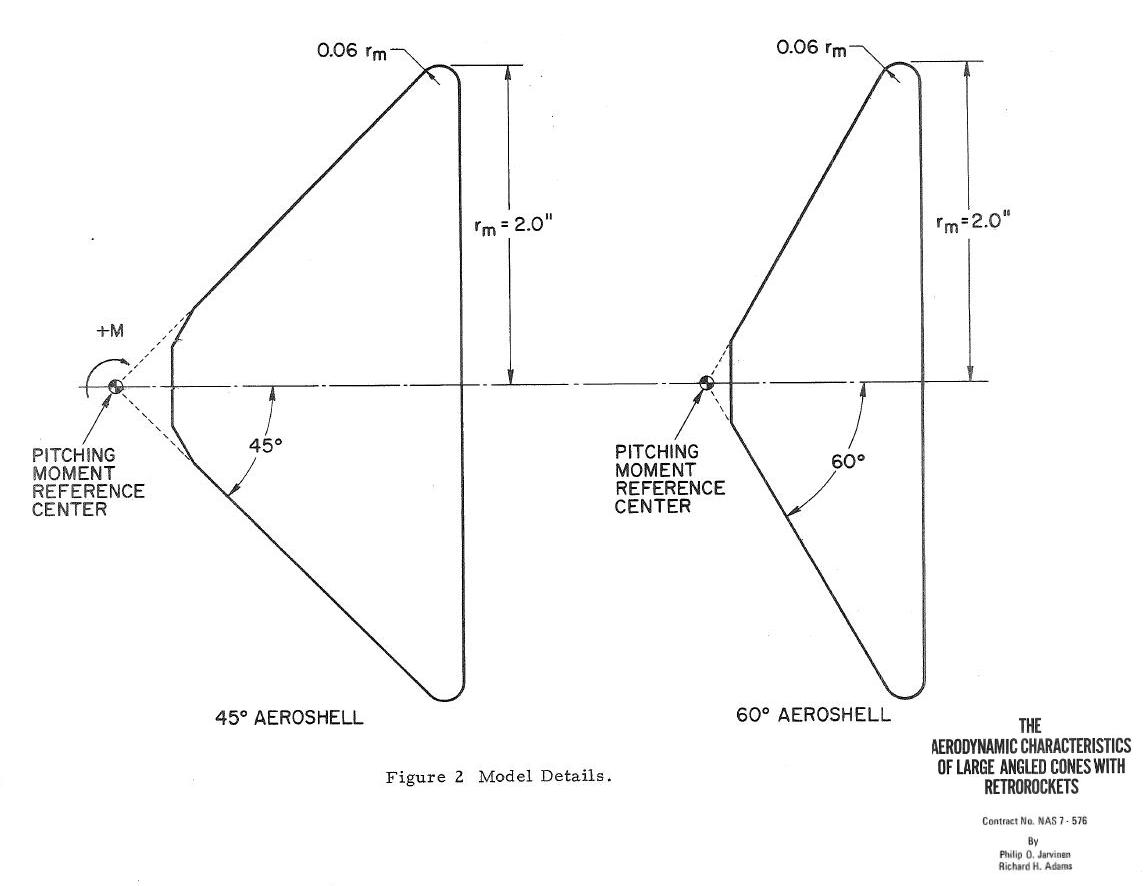 0.06 rm
rm = 2.0"
+M
45°
PITCHING
MOMENT
REFERENCE
CENTER
45° AEROSHELL
0.06 rm
rm=2.0"
60°
PITCHING
MOMENT
REFERENCE
CENTER
60° AEROSHELL
Figure 2 Model Details.
THE
AERODYNAMIC CHARACTERISTICS
OF LARGE ANGLED CONES WITH
RETROROCKETS
Contract No. NAS 7 - 576
By
Philip O. Jarvinen
Richard H. Adams